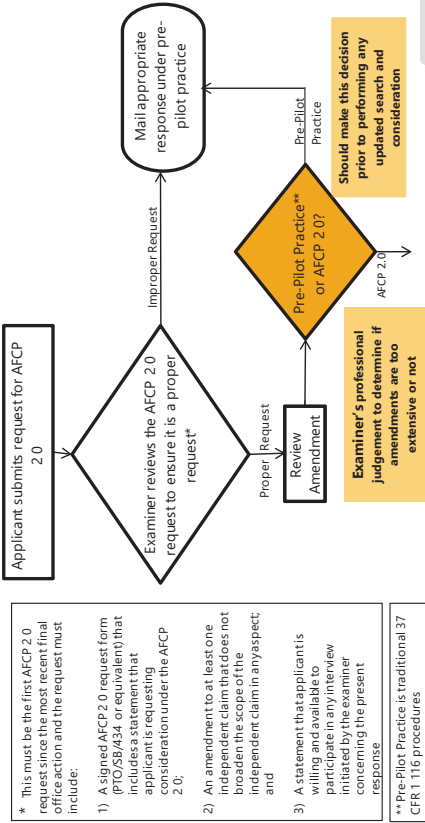 Applicant submits request for AFCP
2 0
Examiner reviews the AFCP 2 0
request to ensure it is a proper
request*
Improper Request
Mail appropriate
response under pre-
pilot practice
Proper Request
Review
Amendment
Pre-Pilot Practice**
or AFCP 2.0?
Pre-Pilot
Practice
AFCP 2.0
Should make this decision
prior to performing any
updated search and
consideration
Examiner's professional
judgement to determine if
amendments are too
extensive or not
* This must be the first AFCP 2 0
request since the most recent final
office action and the request must
include:
1) A signed AFCP 2 0 request form
(PTO/SB/434 or equivalent) that
includes a statement that
applicant is requesting
consideration under the AFCP
2 0;
2) An amendment to at least one
independent claim that does not
broaden the scope of the
independent claim in any aspect;
and
3) A statement that applicant is
willing and available to
participate in any interview
initiated by the examiner
concerning the present
response
** Pre-Pilot Practice is traditional 37
CFR 1 116 procedures